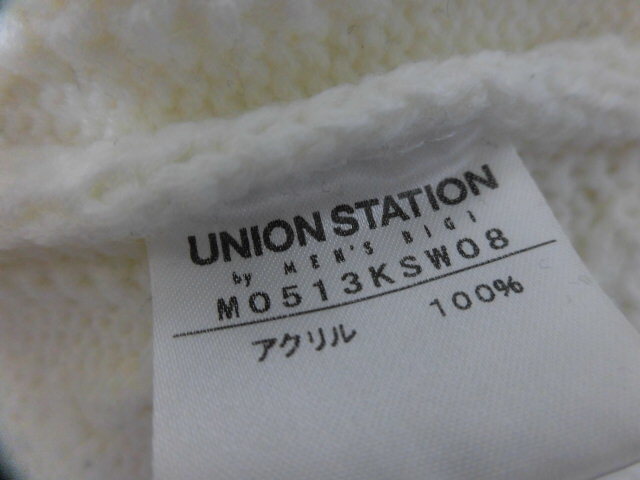 UNION STATION
by MEN'S BIGI
M0513KSW08
アクリル 100%